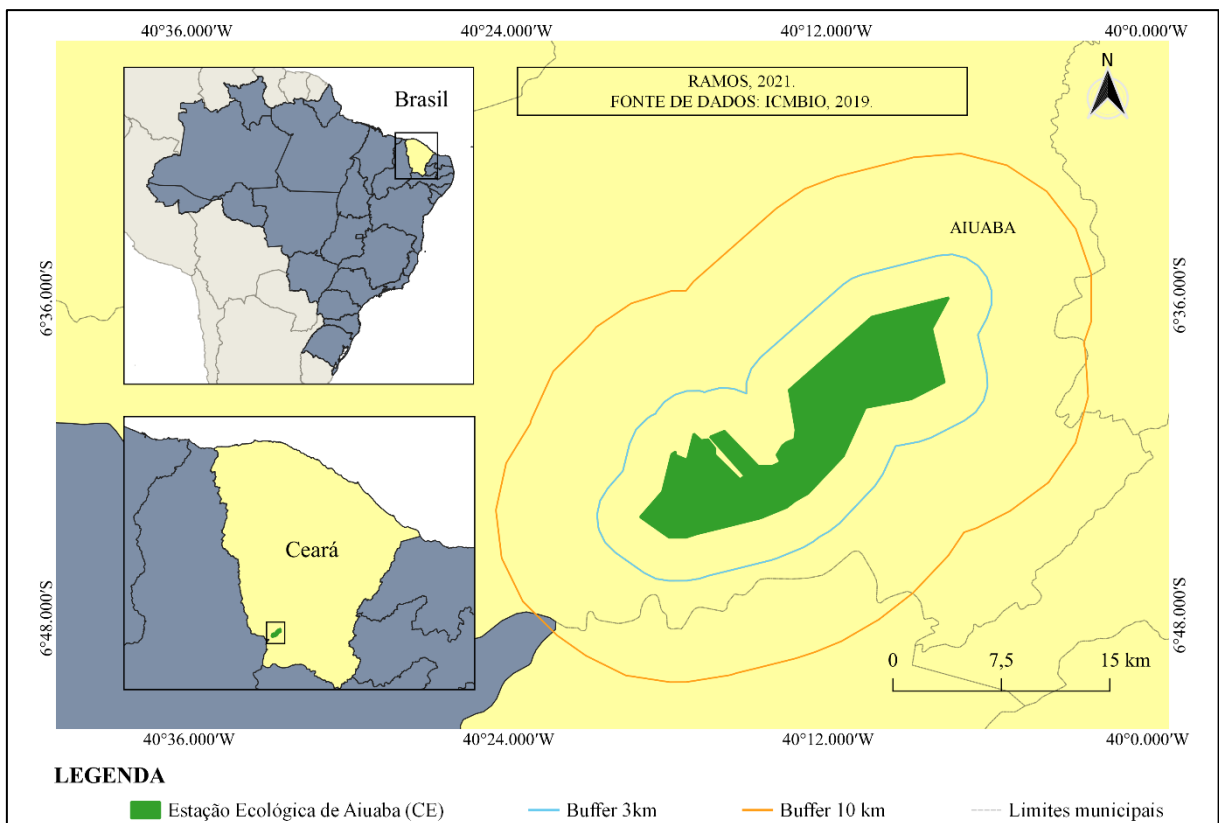 40°36.000'W 40°24.000'W 40°12.000'W 40°0.000'W
RAMOS, 2021.
FONTE DE DADOS: ICMBIO, 2019.
N
Brasil
AIUABA
6°36.000'S 6°36.000'S
Ceará
6°48.000'S 6°48.000'S
0 7,5 15 km
40°36.000'W 40°24.000'W 40°12.000'W 40°0.000'W
LEGENDA
Estação Ecológica de Aiuaba (CE) Buffer 3km Buffer 10 km Limites municipais